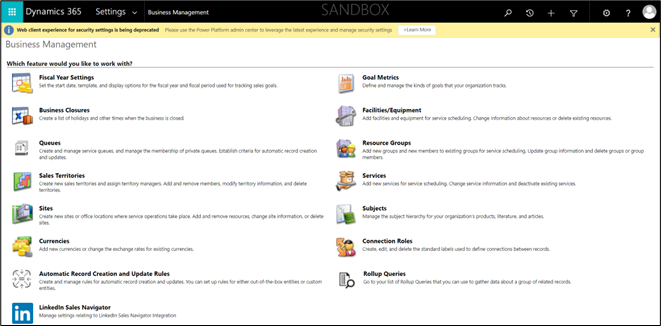 Dynamics 365 Settings Business Management SANDBOX
Web client experience for security settings is being deprecated Please use the Power Platform admin center to leverage the latest experience and manage security settings Learn More
Business Management
Which feature would you like to work with?
Fiscal Year Settings
Set the start date, template, and display options for the fiscal year and fiscal period used for tracking sales goals.
Goal Metrics
Define and manage the kinds of goals that your organization tracks.
Business Closures
Create a list of holidays and other times when the business is closed.
Facilities/Equipment
Add facilities and equipment for service scheduling. Change information about resources or delete existing resources.
Queues
Create and manage service queues, and manage the membership of private queues. Establish criteria for automatic record creation
and updates.
Resource Groups
Add new groups and new members to existing groups for service scheduling. Update group information and delete groups or group
members.
Sales Territories
Create new sales territories and assign territory managers. Add and remove members, modify territory information, and delete
territories.
Services
Add new services for service scheduling. Change service information and deactivate existing services.
Sites
Create new sites or office locations where service operations take place. Add and remove resources, change site information, or delete
sites.
Subjects
Manage the subject hierarchy for your organization's products, literature, and articles.
Currencies
Add new currencies or change the exchange rates for existing currencies.
Connection Roles
Create, edit, and delete the standard labels used to define connections between records.
Automatic Record Creation and Update Rules
Create and manage rules for automatic record creation and updates. You can set up rules for either out-of-the-box entities or custom
entities.
Rollup Queries
Go to your list of Rollup Queries that you can use to gather data about a group of related records.
LinkedIn Sales Navigator
Manage settings relating to LinkedIn Sales Navigator Integration